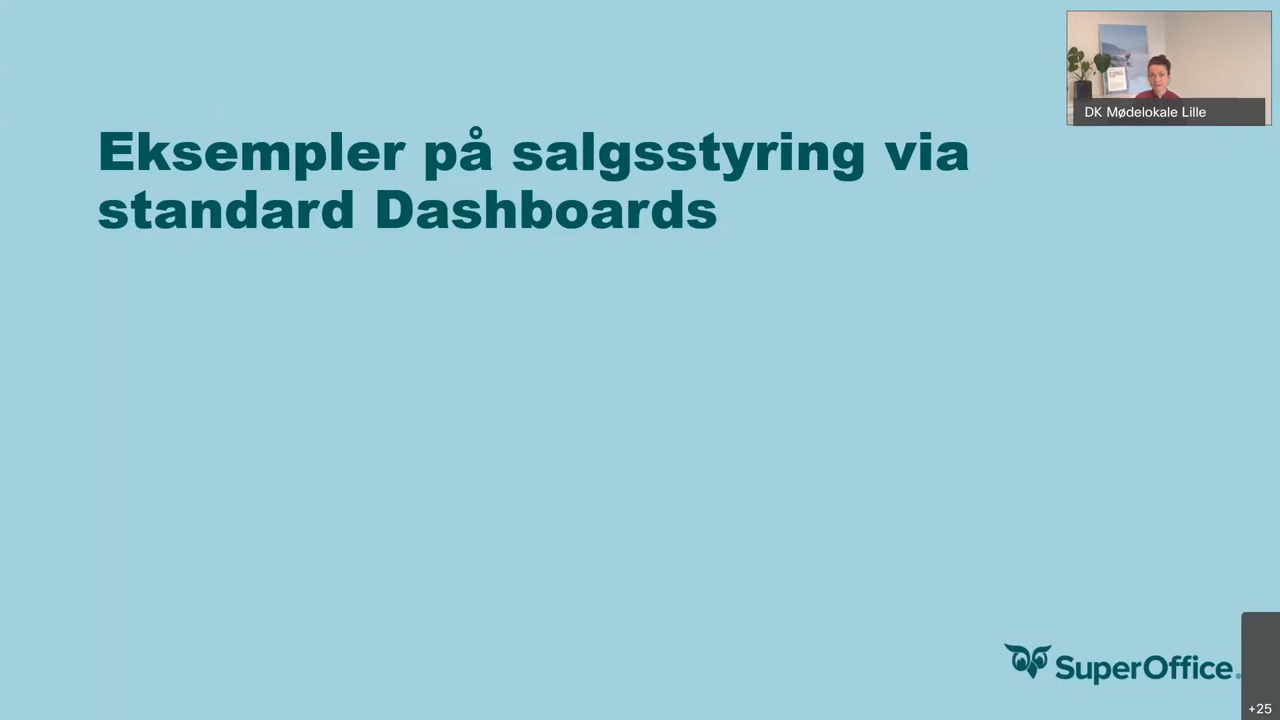 DK Mødelokale Lille
Eksempler på salgsstyring via
standard Dashboards
SuperOffice®
+25